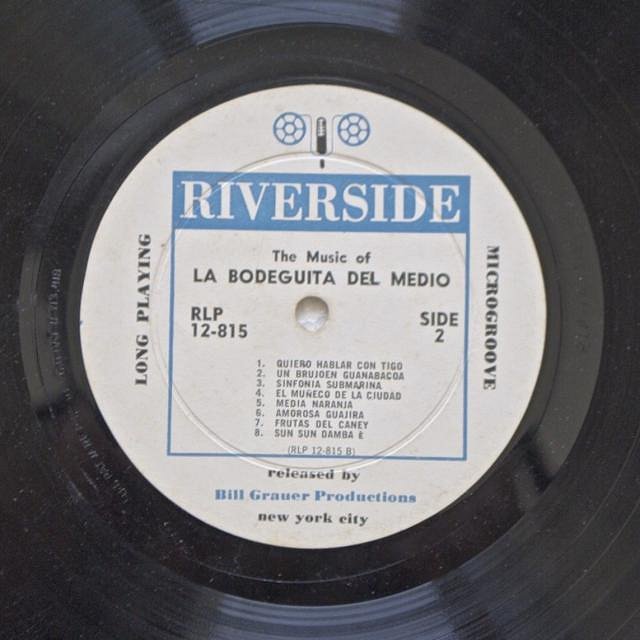 RIVERSIDE
The Music of
LA BODEGUITA DEL MEDIO
RLP
12-815
SIDE
2
LONG PLAYING
MICROGROOVE
1. QUIERO HABLAR CON TIGO
2. UN BRUJOEN GUANABACOA
3. SINFONIA SUBMARINA
4. EL MUÑECO DE LA CIUDAD
5. MEDIA NARANJA
6. AMOROSA GUAJIRA
7. FRUTAS DEL CANEY
8. SUN SUN DAMBA È
(RLP 12-815 B)
released by
Bill Grauer Productions
new york city